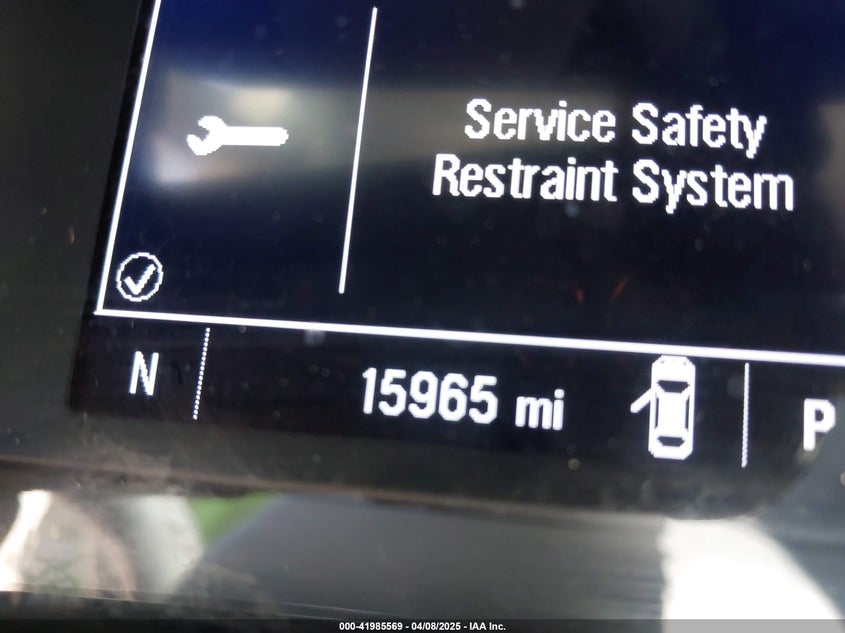 Service Safety
Restraint System
N 15965 mi P
000-41985569 - 04/08/2025 - IAA Inc.